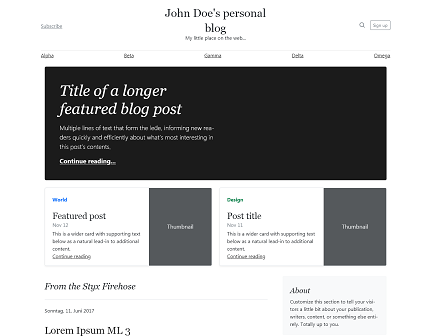 Subscribe
John Doe's personal
blog
My little place on the web...
Sign up
Alpha
Beta
Gamma
Delta
Omega
Title of a longer
featured blog post
Multiple lines of text that form the lede, informing new rea-
ders quickly and efficiently about what's most interesting in
this post's contents.
Continue reading...
World
Featured post
Nov 12
This is a wider card with supporting text
below as a natural lead-in to additional
content.
Continue reading
Thumbnail
Design
Post title
Nov 11
This is a wider card with supporting text
below as a natural lead-in to additional
content.
Continue reading
Thumbnail
From the Styx Firehose
Sonntag, 11. Juni 2017
Lorem Ipsum ML 3
About
Customize this section to tell your visi-
tors a little bit about your publication,
writers, content, or something else enti-
rely. Totally up to you.